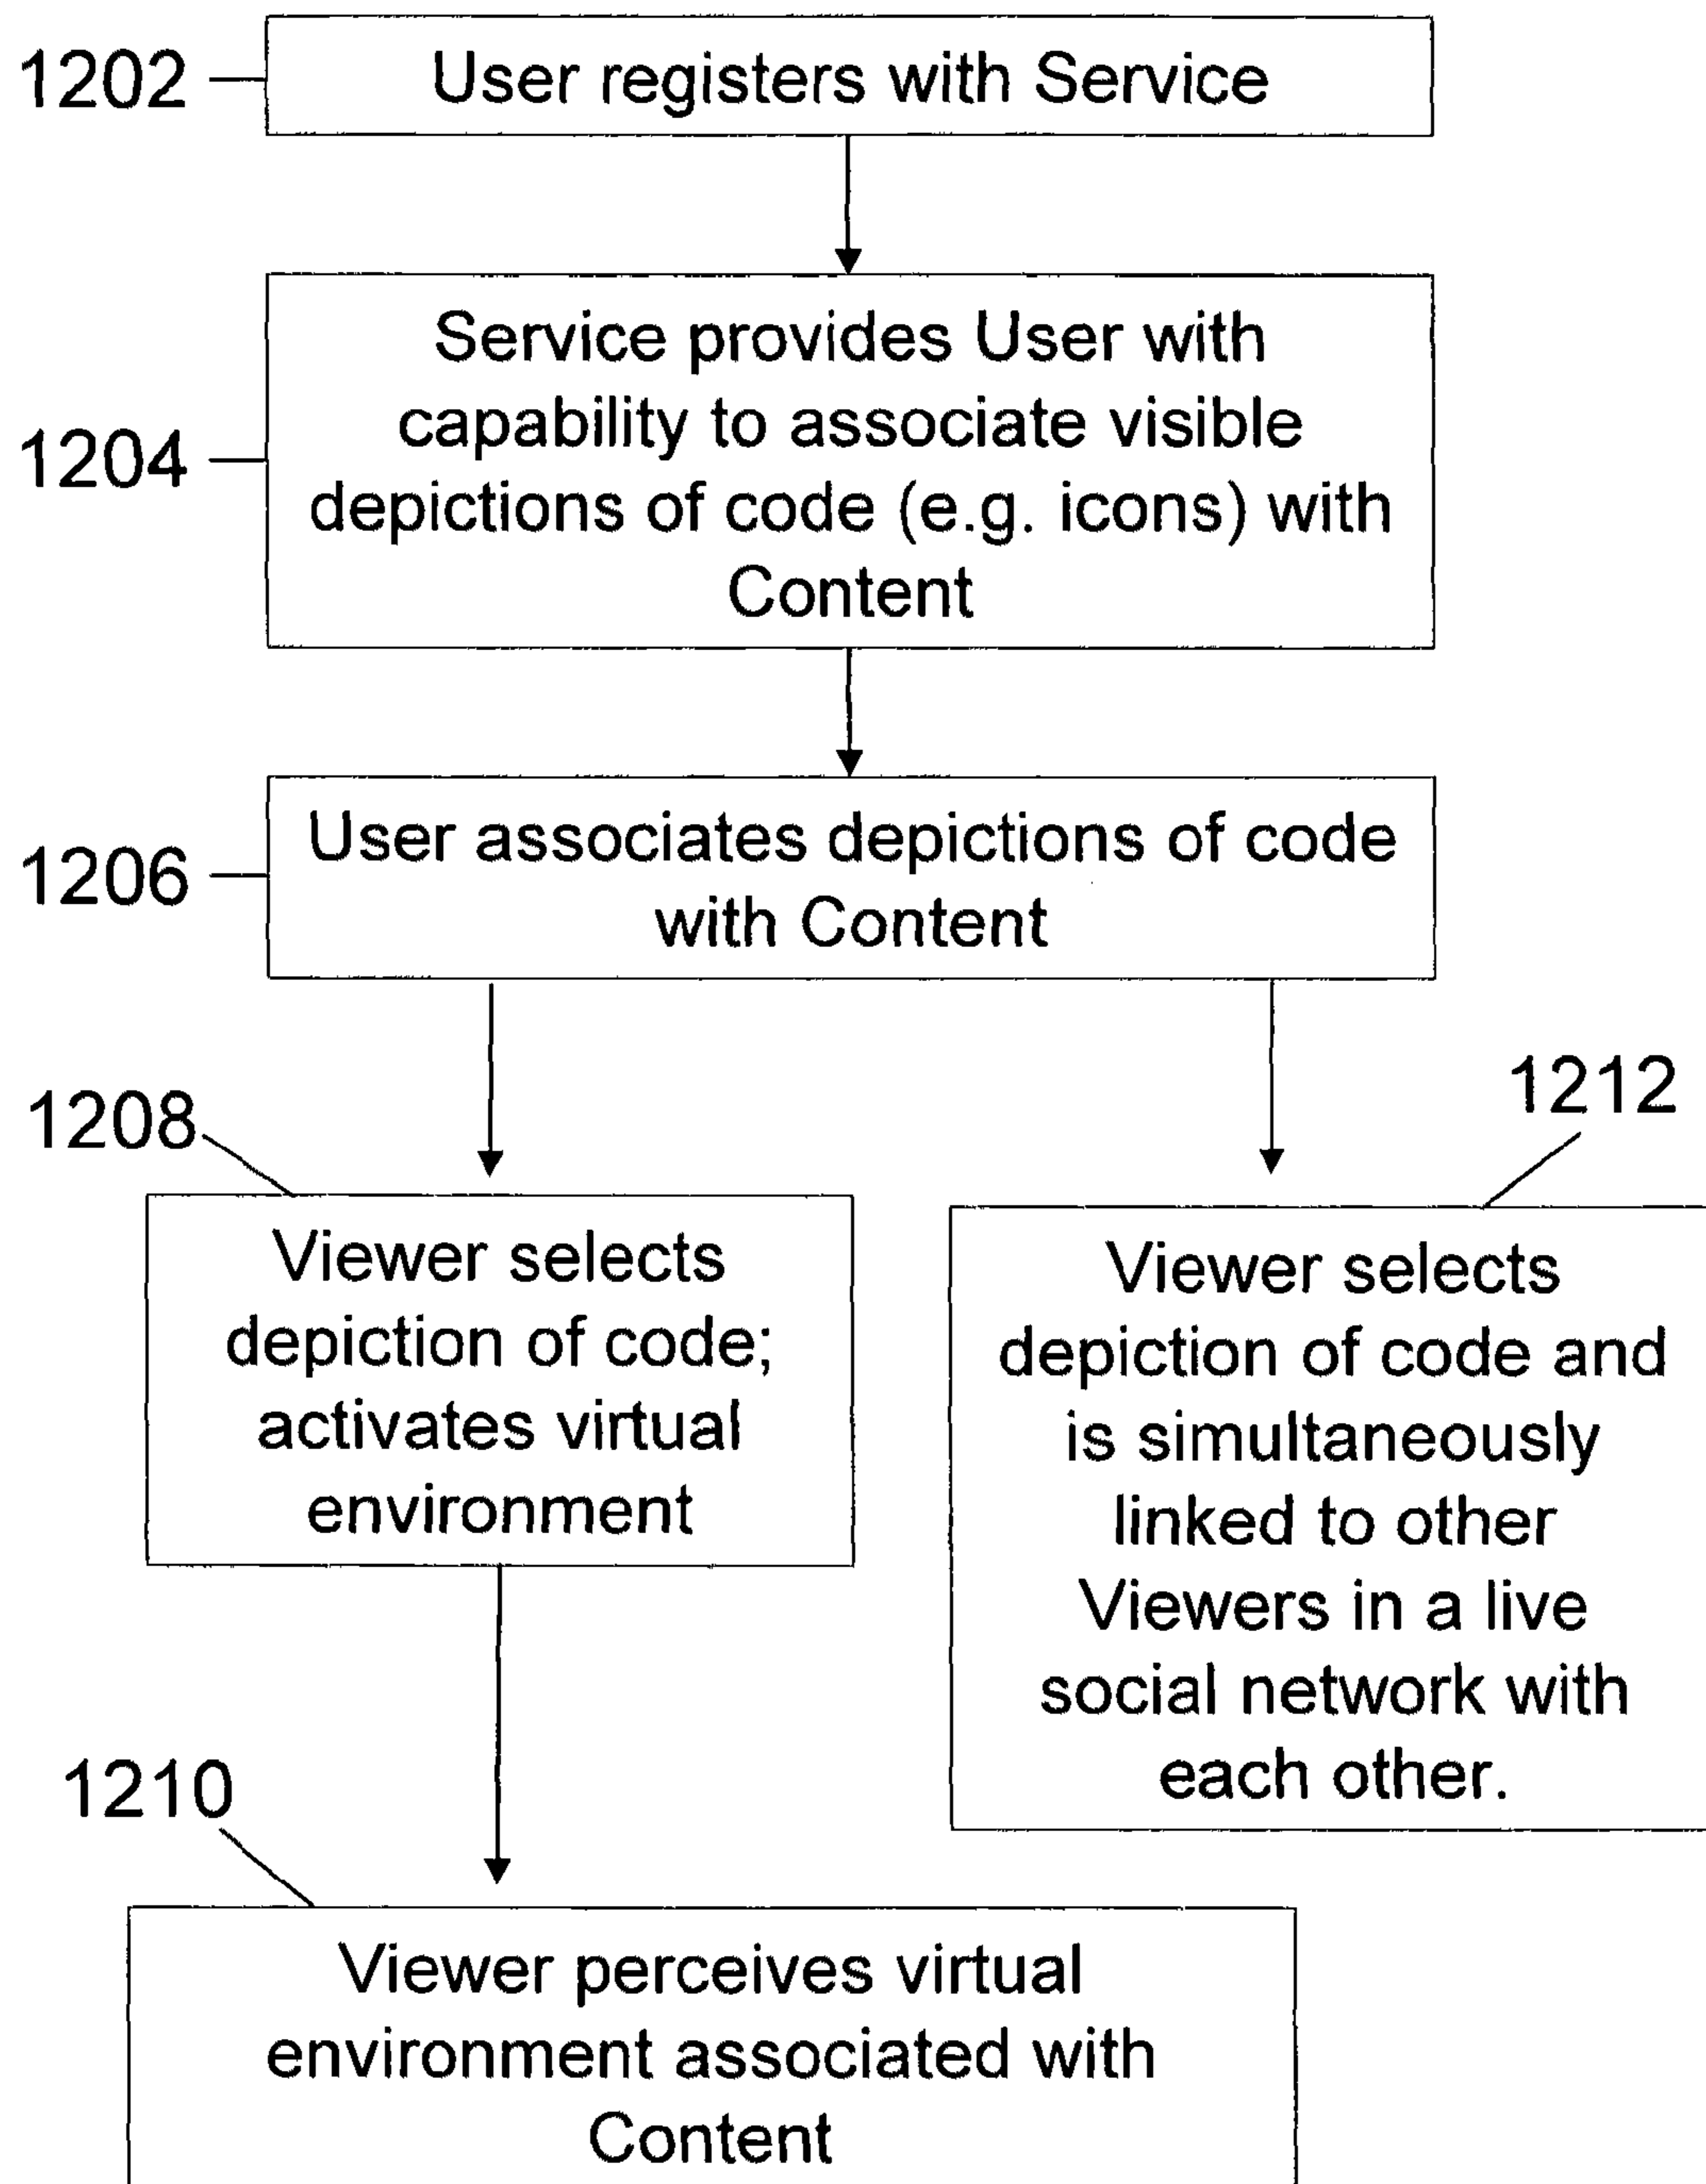 1202
User registers with Service
1204
Service provides User with
capability to associate visible
depictions of code (e.g. icons) with
Content
1206
User associates depictions of code
with Content
1208
Viewer selects
depiction of code;
activates virtual
environment
1212
Viewer selects
depiction of code and
is simultaneously
linked to other
Viewers in a live
social network with
each other.
1210
Viewer perceives virtual
environment associated with
Content